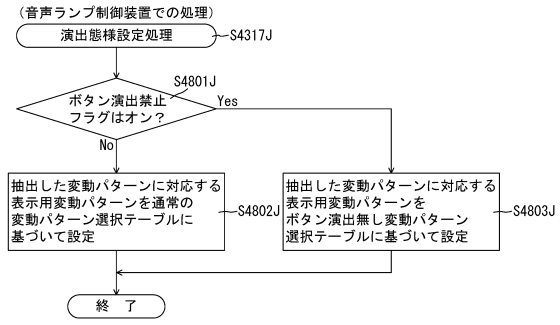 (音声ランプ制御装置での処理)
演出態様設定処理
S4317J
S4801J
ボタン演出禁止
フラグはオン?
Yes
No
抽出した変動パターンに対応する
表示用変動パターンを通常の
変動パターン選択テーブルに
基づいて設定
S4802J
抽出した変動パターンに対応する
表示用変動パターンを
ボタン演出無し変動パターン
選択テーブルに基づいて設定
S4803J
終 了